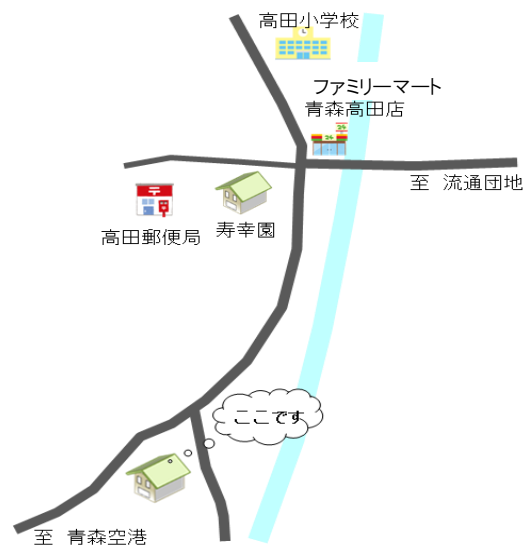 高田小学校
ファミリーマート
青森高田店
至 流通団地
寿幸園
高田郵便局
ここです
至 青森空港